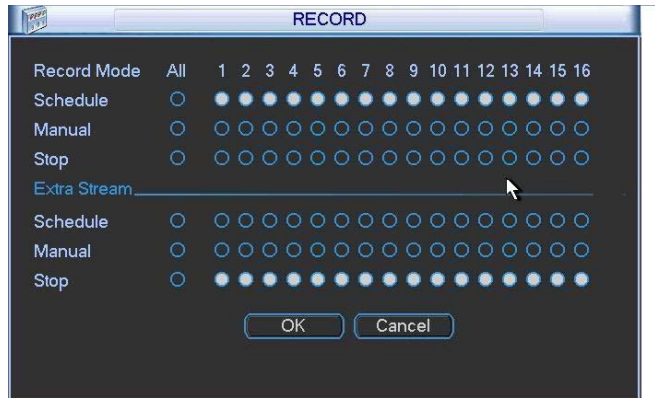 RECORD
Record Mode All 1 2 3 4 5 6 7 8 9 10 11 12 13 14 15 16
Schedule
Manual
Stop
Extra Stream
Schedule
Manual
Stop
OK Cancel